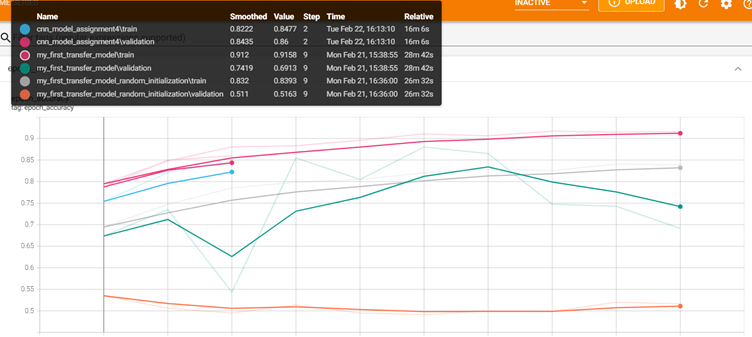 INACTIVE
UPLOAD
Name Smoothed Value Step Time Relative
cnn_model_assignment4\train 0.8222 0.8477 2 Tue Feb 22, 16:13:10 16m 6s
cnn_model_assignment4\validation 0.8435 0.86 2 Tue Feb 22, 16:13:10 16m 6s
my_first_transfer_model\train 0.912 0.9158 9 Mon Feb 21, 15:38:55 28m 42s
my_first_transfer_model\validation 0.7419 0.6913 9 Mon Feb 21, 15:38:55 28m 42s
my_first_transfer_model_random_initialization\train 0.832 0.8393 9 Mon Feb 21, 16:36:00 26m 32s
my_first_transfer_model_random_initialization\validation 0.511 0.5163 9 Mon Feb 21, 16:36:00 26m 32s
epoch_accuracy
tag: epoch_accuracy
0.9
0.85
0.8
0.75
0.7
0.65
0.6
0.55
0.5